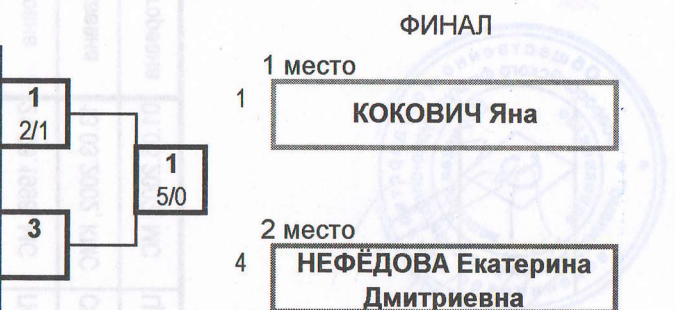 ФИНАЛ
1 место
1
КОКОВИЧ Яна
1
2/1
1
5/0
3
2 место
4
НЕФЁДОВА Екатерина
Дмитриевна